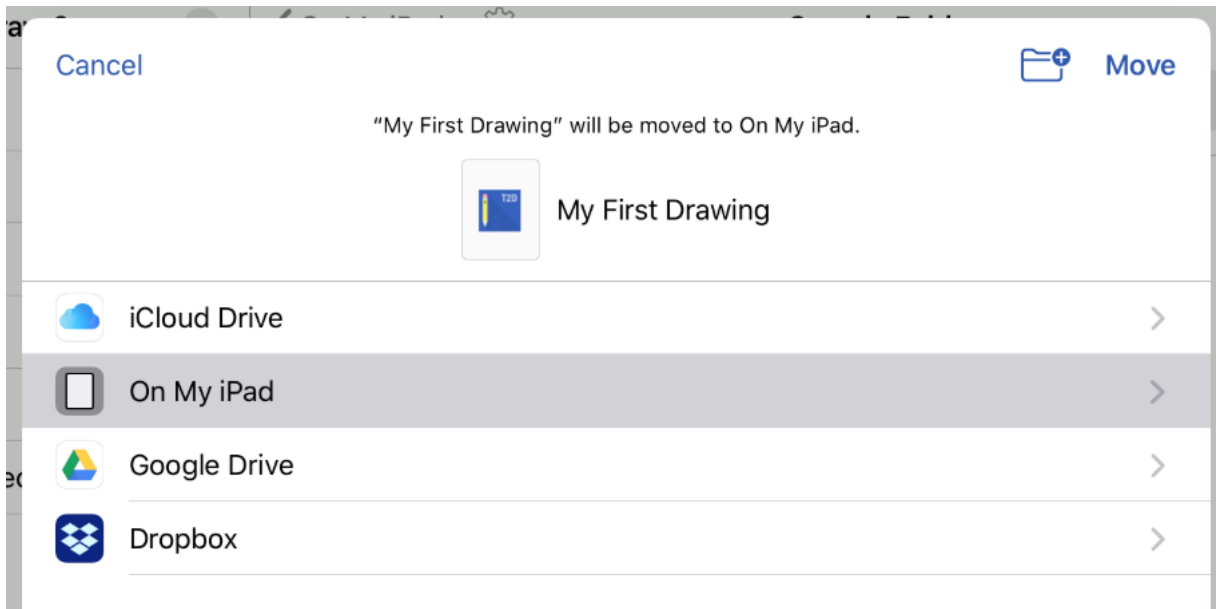 Cancel
Move
“My First Drawing” will be moved to On My iPad.
T2D
My First Drawing
iCloud Drive
On My iPad
Google Drive
Dropbox